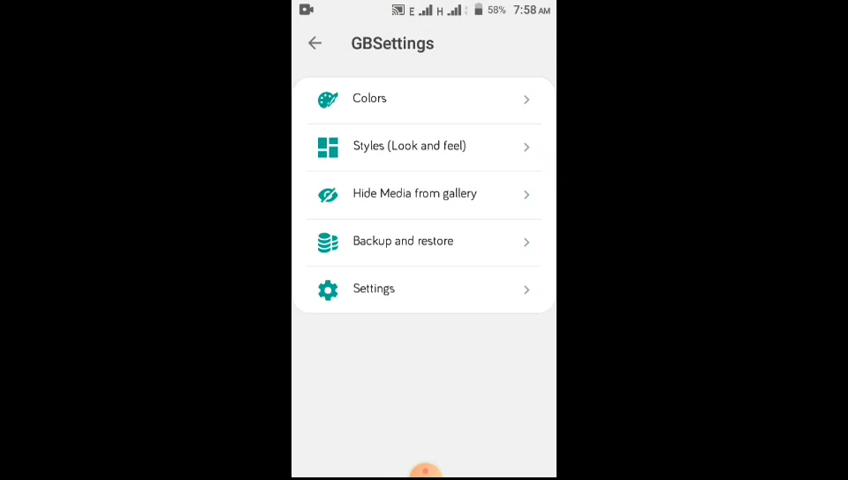 E H 58% 7:58 AM
GBSettings
Colors
Styles (Look and feel)
Hide Media from gallery
Backup and restore
Settings